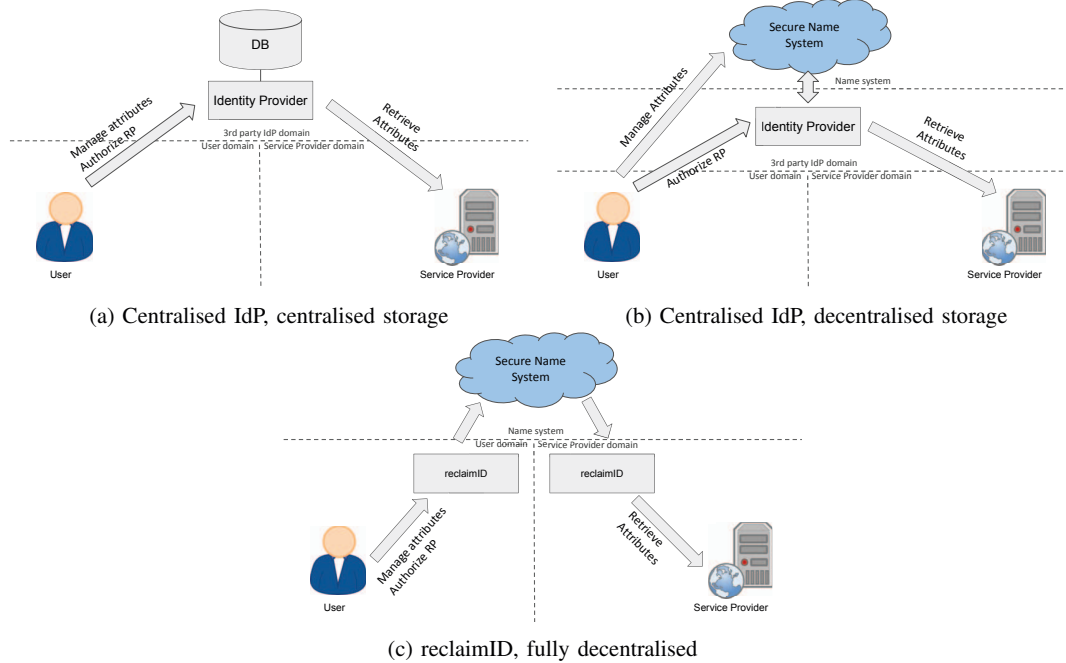 DB
Identity Provider
Manage attributes
Authorize RP
Retrieve
Attributes
3rd party IdP domain
User domain
Service Provider domain
User
Service Provider
(a) Centralised IdP, centralised storage
Secure Name
System
Name system
Manage Attributes
Identity Provider
Authorize RP
Retrieve
Attributes
3rd party IdP domain
User domain
Service Provider domain
User
Service Provider
(b) Centralised IdP, decentralised storage
Secure Name
System
Name system
User domain
Service Provider domain
reclaimID
reclaimID
Manage attributes
Authorize RP
Retrieve
Attributes
User
Service Provider
(c) reclaimID, fully decentralised